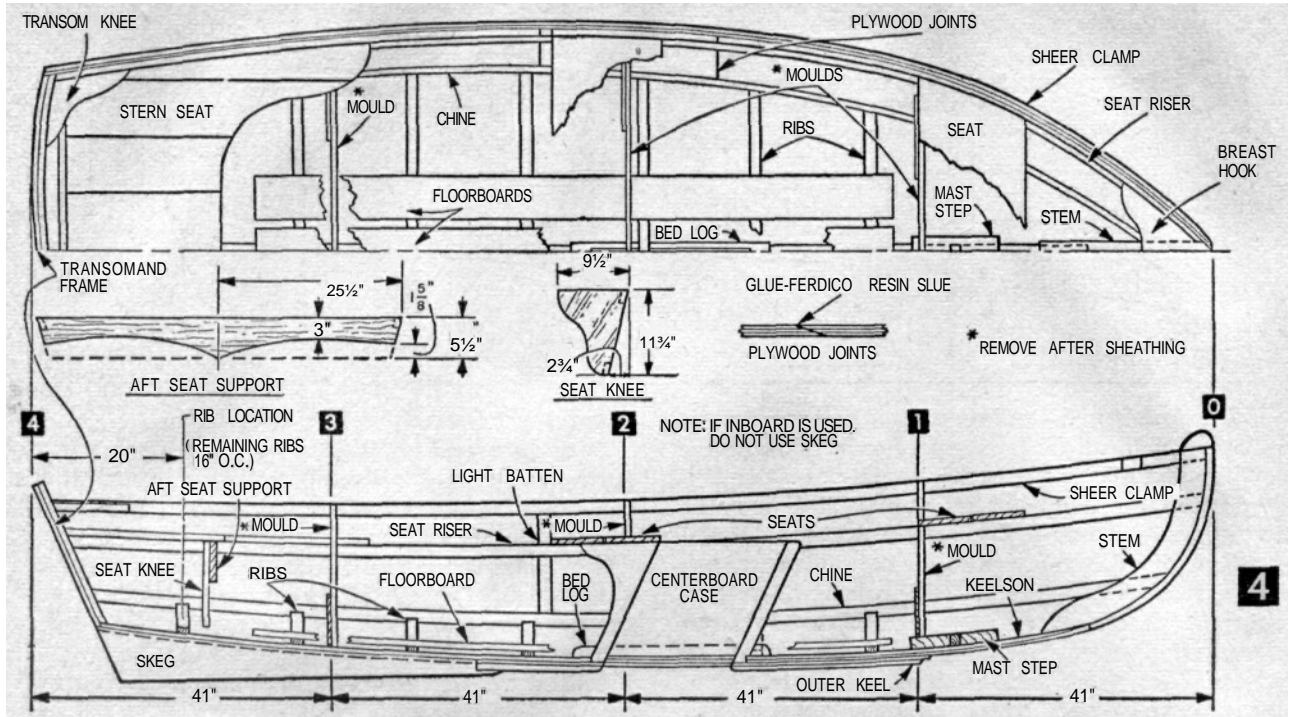 TRANSOM KNEE
PLYWOOD JOINTS
SHEER CLAMP
* MOULDS
SEAT RISER
STERN SEAT
* MOULD
CHINE
RIBS
SEAT
BREAST
HOOK
FLOORBOARDS
MAST
STEP
STEM
BED LOG
TRANSOMAND
FRAME
25½"
1 5/8"
3"
5½"
AFT SEAT SUPPORT
9½"
11¾"
2¾"
SEAT KNEE
GLUE-FERDICO RESIN SLUE
PLYWOOD JOINTS
* REMOVE AFTER SHEATHING
4
3
2
1
0
RIB LOCATION
(REMAINING RIBS
16" O.C.)
20"
NOTE: IF INBOARD IS USED.
DO NOT USE SKEG
AFT SEAT SUPPORT
LIGHT BATTEN
* MOULD
SEAT RISER
* MOULD
SEATS
SHEER CLAMP
* MOULD
STEM
SEAT KNEE
RIBS
FLOORBOARD
BED
LOG
CENTERBOARD
CASE
CHINE
KEELSON
4
SKEG
MAST STEP
OUTER KEEL
41"
41"
41"
41"